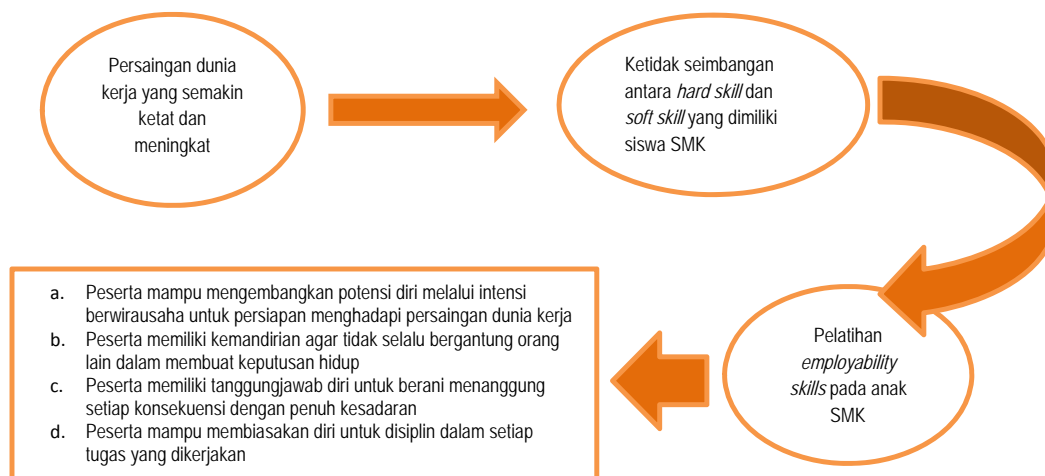 Persaingan dunia
kerja yang semakin
ketat dan
meningkat
Ketidak seimbangan
antara hard skill dan
soft skill yang dimiliki
siswa SMK
Pelatihan
employability
skills pada anak
SMK
a. Peserta mampu mengembangkan potensi diri melalui intensi
berwirausaha untuk persiapan menghadapi persaingan dunia kerja
b. Peserta memiliki kemandirian agar tidak selalu bergantung orang
lain dalam membuat keputusan hidup
c. Peserta memiliki tanggungjawab diri untuk berani menanggung
setiap konsekuensi dengan penuh kesadaran
d. Peserta mampu membiasakan diri untuk disiplin dalam setiap
tugas yang dikerjakan